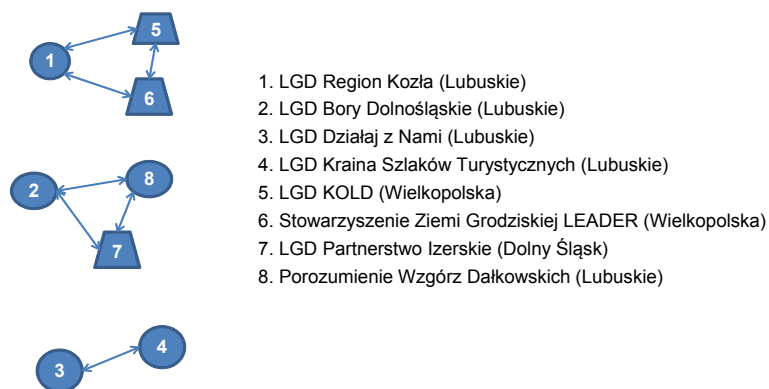 5
1
6
2
8
7
4
3
1. LGD Region Kozła (Lubuskie)
2. LGD Bory Dolnośląskie (Lubuskie)
3. LGD Działaj z Nami (Lubuskie)
4. LGD Kraina Szlaków Turystycznych (Lubuskie)
5. LGD KOLD (Wielkopolska)
6. Stowarzyszenie Ziemi Grodziskiej LEADER (Wielkopolska)
7. LGD Partnerstwo Izerskie (Dolny Śląsk)
8. Porozumienie Wzgórz Dałkowskich (Lubuskie)